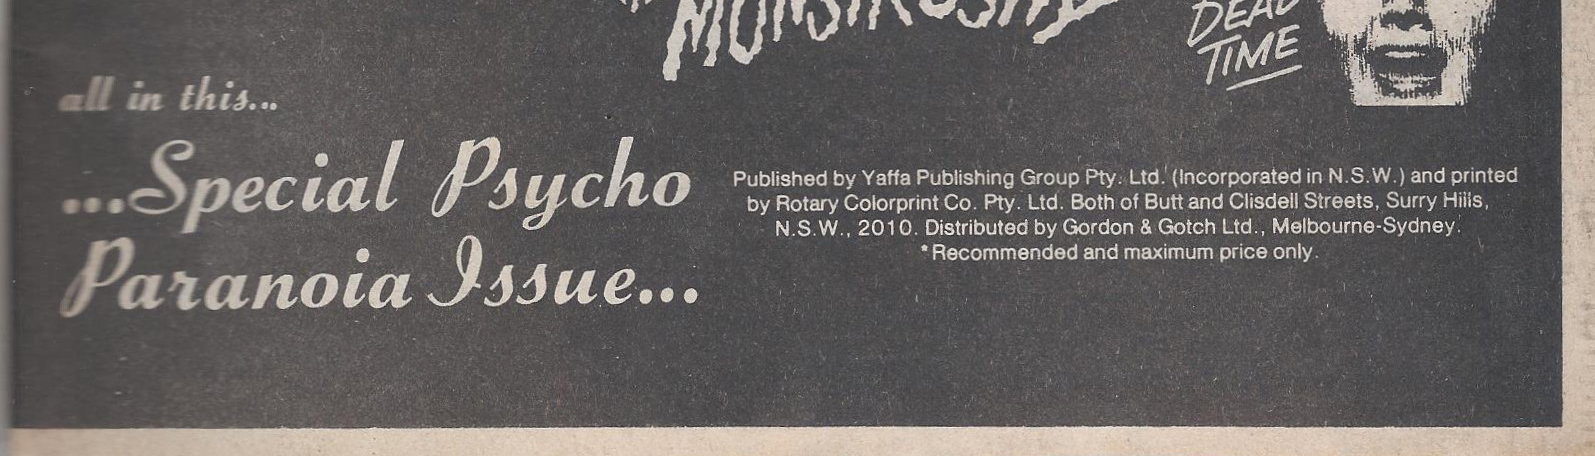 MONSTROSITY
DEAD
TIME
all in this...
...Special Psycho
Paranoia Issue...
Published by Yaffa Publishing Group Pty. Ltd. (Incorporated in N.S.W.) and printed
by Rotary Colorprint Co. Pty. Ltd. Both of Butt and Clisdell Streets, Surry Hills,
N.S.W., 2010. Distributed by Gordon & Gotch Ltd., Melbourne-Sydney.
*Recommended and maximum price only.